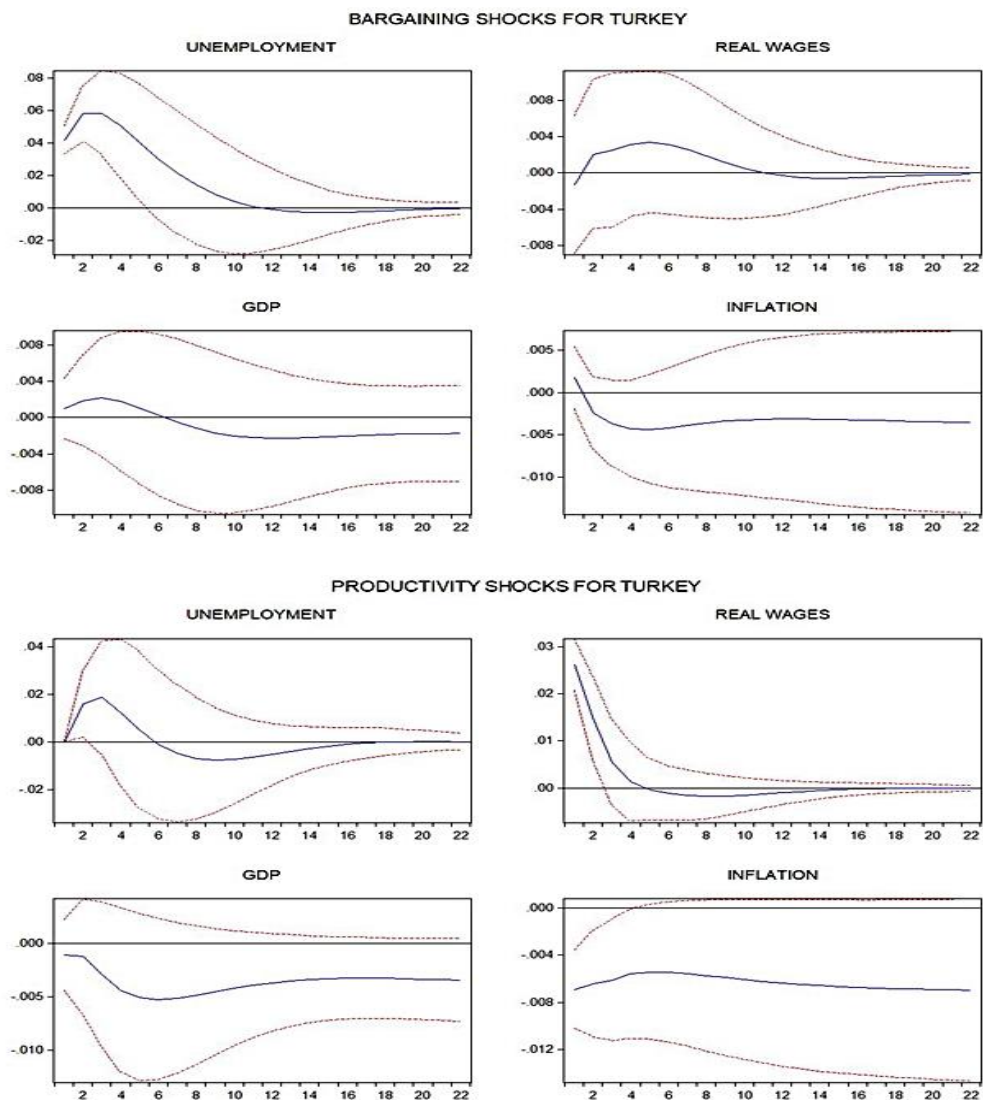 BARGAINING SHOCKS FOR TURKEY
UNEMPLOYMENT
REAL WAGES
.08
.06
.04
.02
.00
-.02
2 4 6 8 10 12 14 16 18 20 22
.008
.004
.000
-.004
-.008
2 4 6 8 10 12 14 16 18 20 22
GDP
INFLATION
.008
.004
.000
-.004
-.008
2 4 6 8 10 12 14 16 18 20 22
.005
.000
-.005
-.010
2 4 6 8 10 12 14 16 18 20 22
PRODUCTIVITY SHOCKS FOR TURKEY
UNEMPLOYMENT
REAL WAGES
.04
.02
.00
-.02
2 4 6 8 10 12 14 16 18 20 22
.03
.02
.01
.00
2 4 6 8 10 12 14 16 18 20 22
GDP
INFLATION
.000
-.005
-.010
2 4 6 8 10 12 14 16 18 20 22
.000
-.004
-.008
-.012
2 4 6 8 10 12 14 16 18 20 22